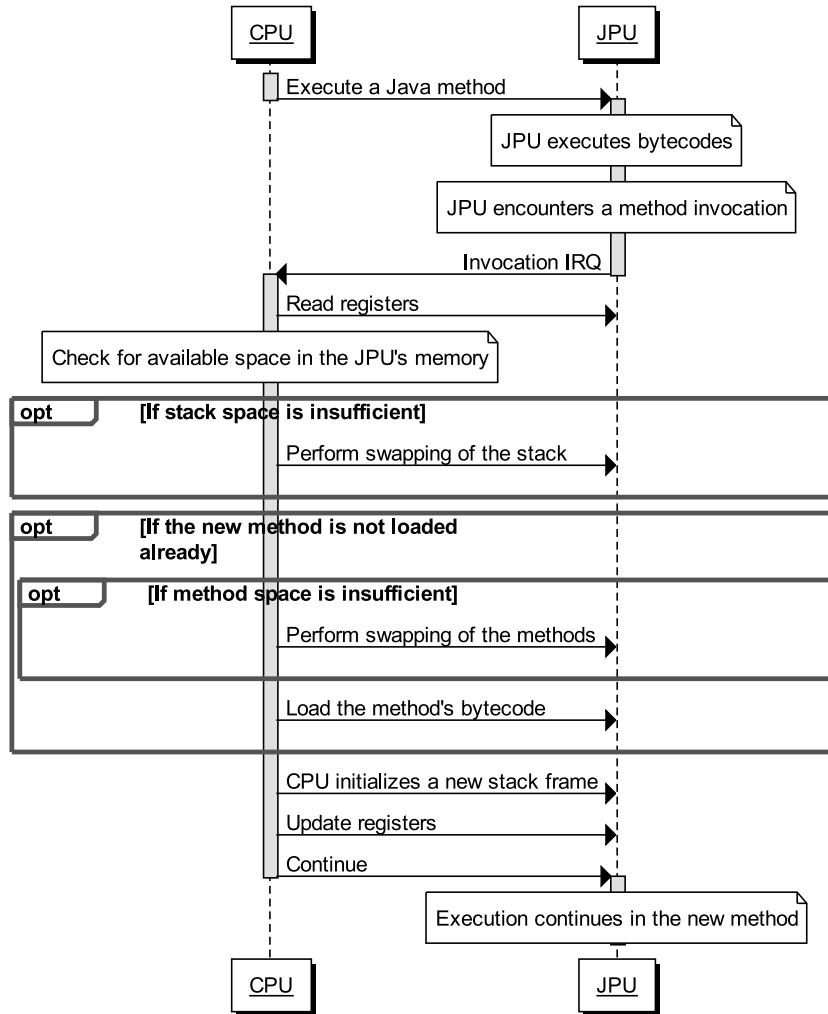 CPU JPU
Execute a Java method
JPU executes bytecodes
JPU encounters a method invocation
Invocation IRQ
Read registers
Check for available space in the JPU's memory
opt [If stack space is insufficient]
Perform swapping of the stack
opt [If the new method is not loaded
already]
opt [If method space is insufficient]
Perform swapping of the methods
Load the method's bytecode
CPU initializes a new stack frame
Update registers
Continue
Execution continues in the new method
CPU JPU